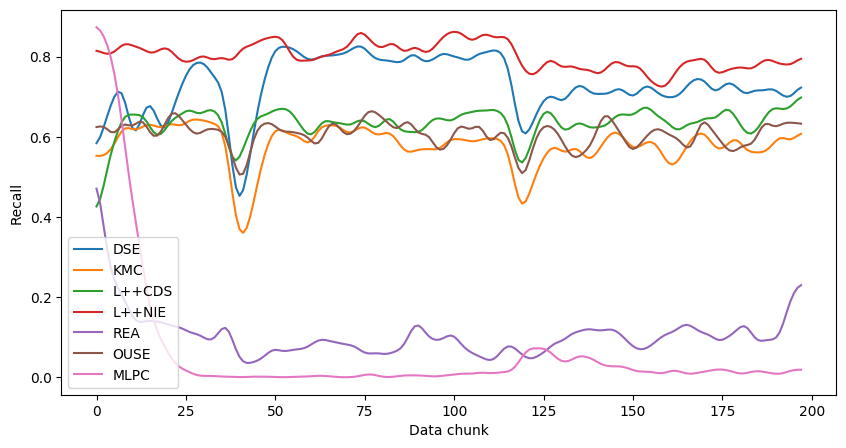 Recall
0.8
0.6
0.4
0.2
0.0
DSE
KMC
L++CDS
L++NIE
REA
OUSE
MLPC
0 25 50 75 100 125 150 175 200
Data chunk